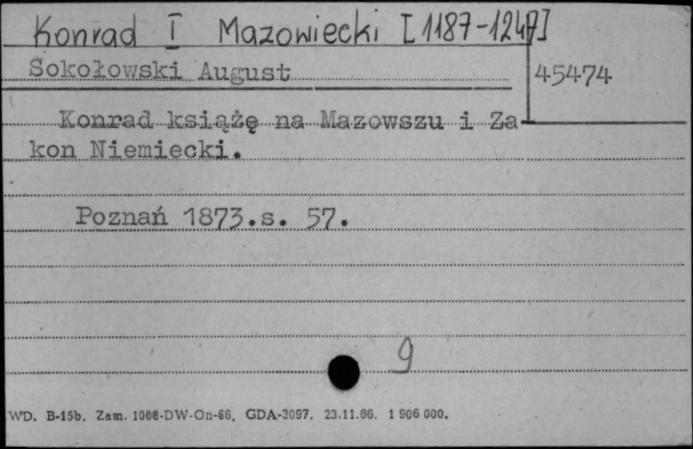 Konrad I Mazowiecki [1187-1247]
Sokołowski August
45474
Konrad książę na Mazowszu i Za-
kon Niemiecki.
Poznań 1873.s. 57.
9
WD. B-15b. Zam. 1008-DW-On-66, GDA-3097. 23.11.66. 1 906 000.